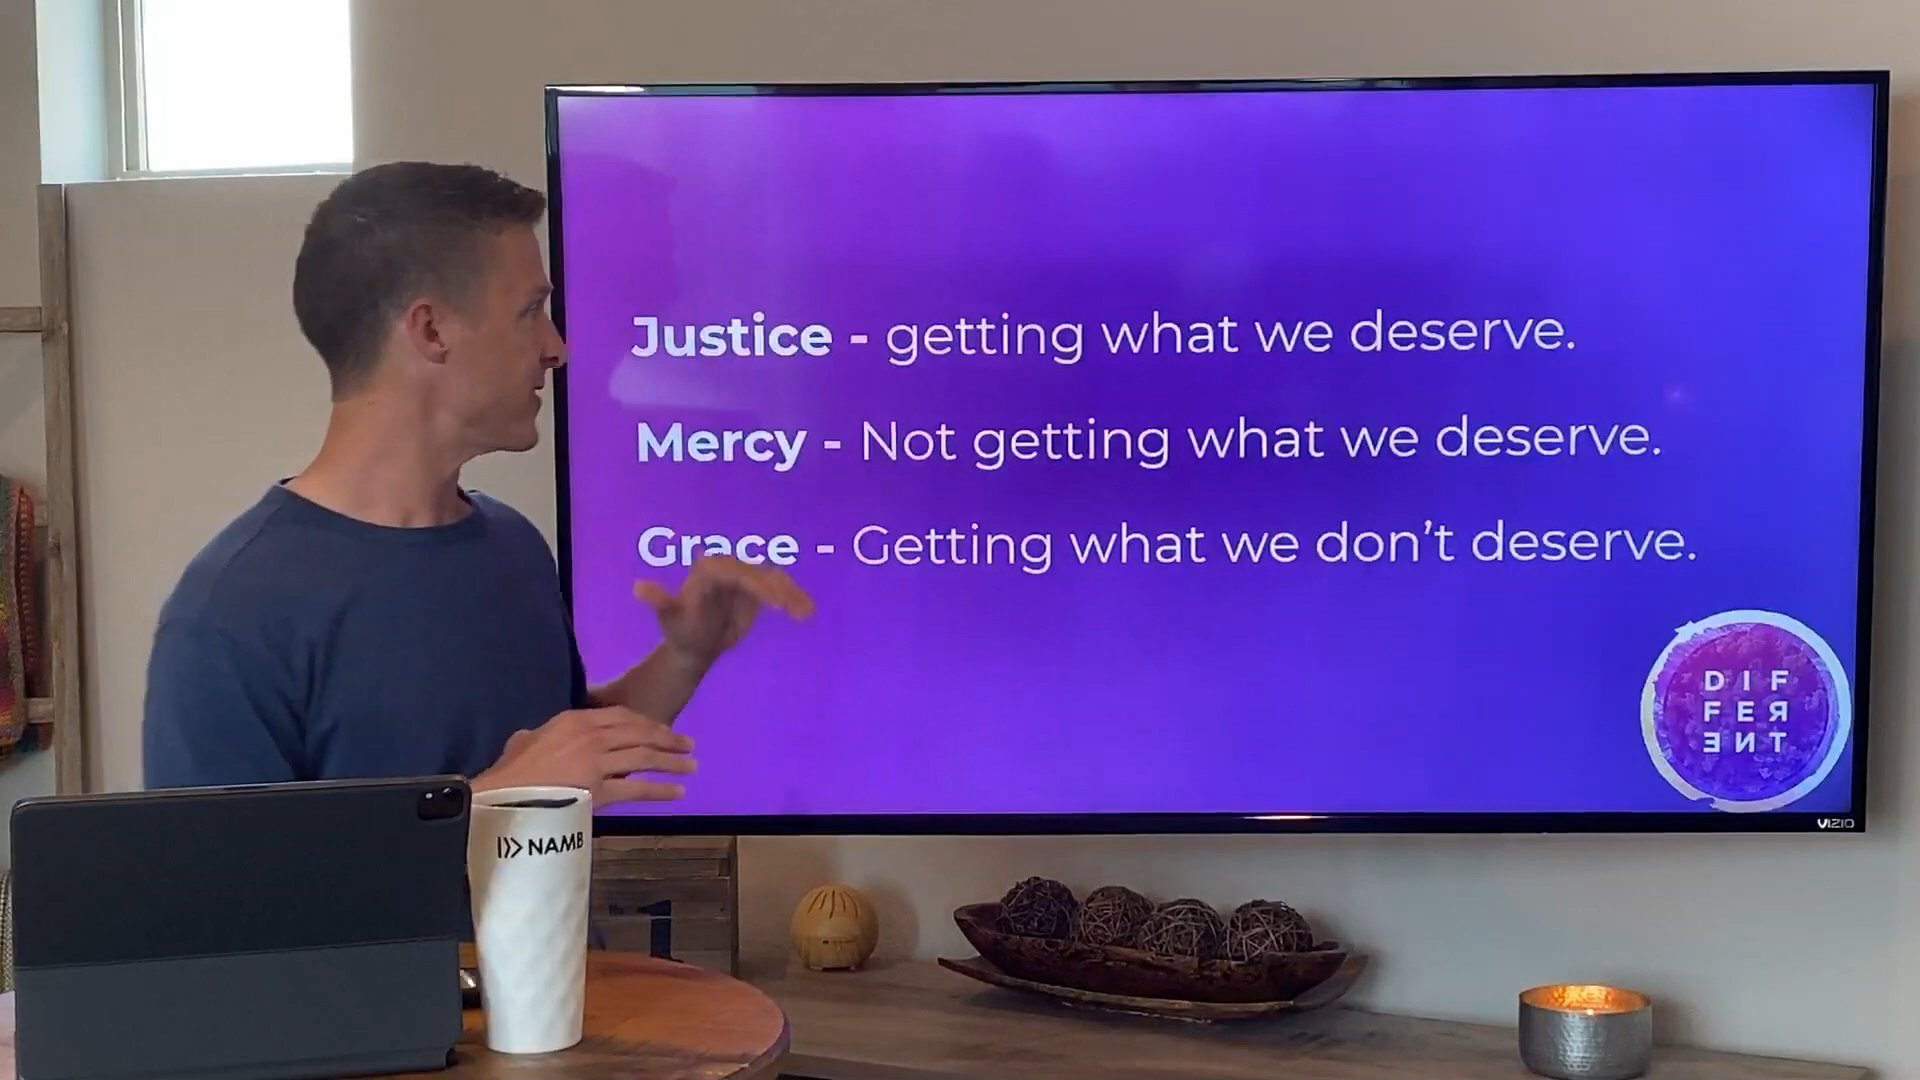 Justice - getting what we deserve.
Mercy - Not getting what we deserve.
Grace - Getting what we don't deserve.
DIF
FEЯ
ƎИT
VIZIO
NAMB